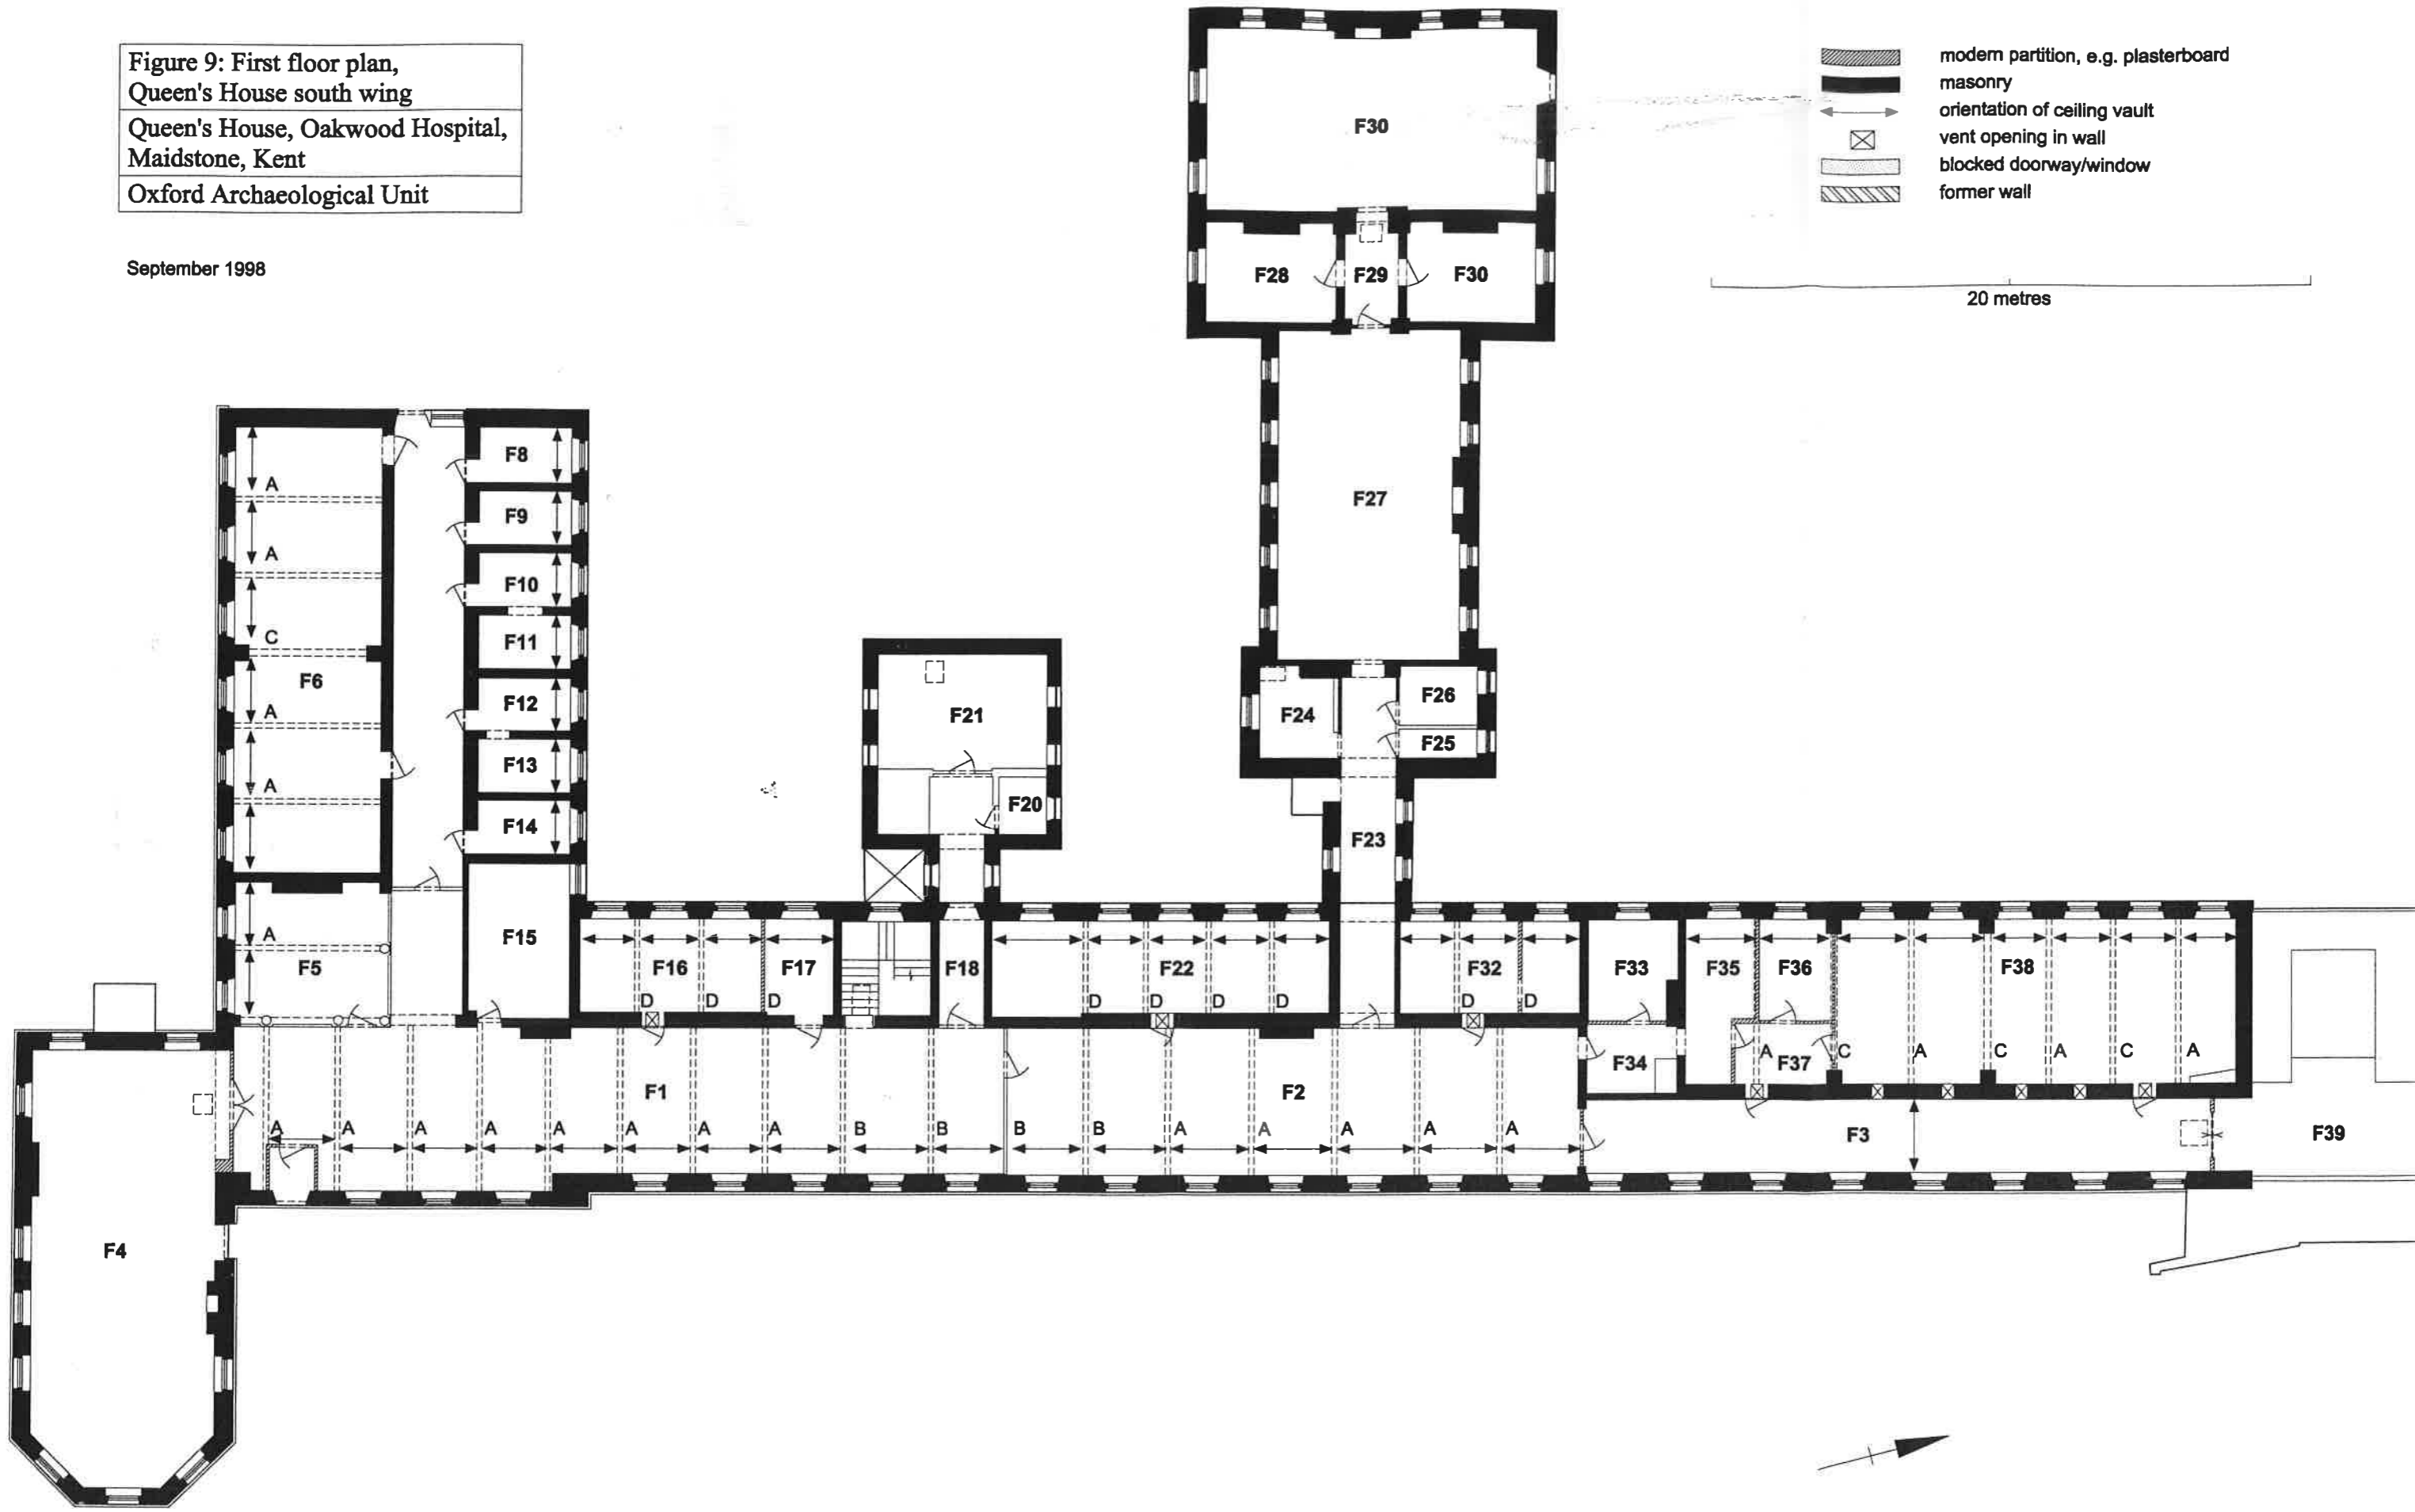 Figure 9: First floor plan,
Queen's House south wing
Queen's House, Oakwood Hospital,
Maidstone, Kent
Oxford Archaeological Unit
September 1998
modern partition, e.g. plasterboard
masonry
orientation of ceiling vault
vent opening in wall
blocked doorway/window
former wall
20 metres
F30
F28 F29 F30
F27
F26
F24
F25
F23
F8
A
F9
A
F10
C
F11
F6
F12
A
F13
A
F14
F21
F20
A
F5
F15
F16 F17 F18 F22 F32 F33 F35 F36 F38
D D D D D D D D D
F34 A F37 C A C A C A
F1 F2
A A A A A A A A B B B B A A A A A
F3 F39
F4